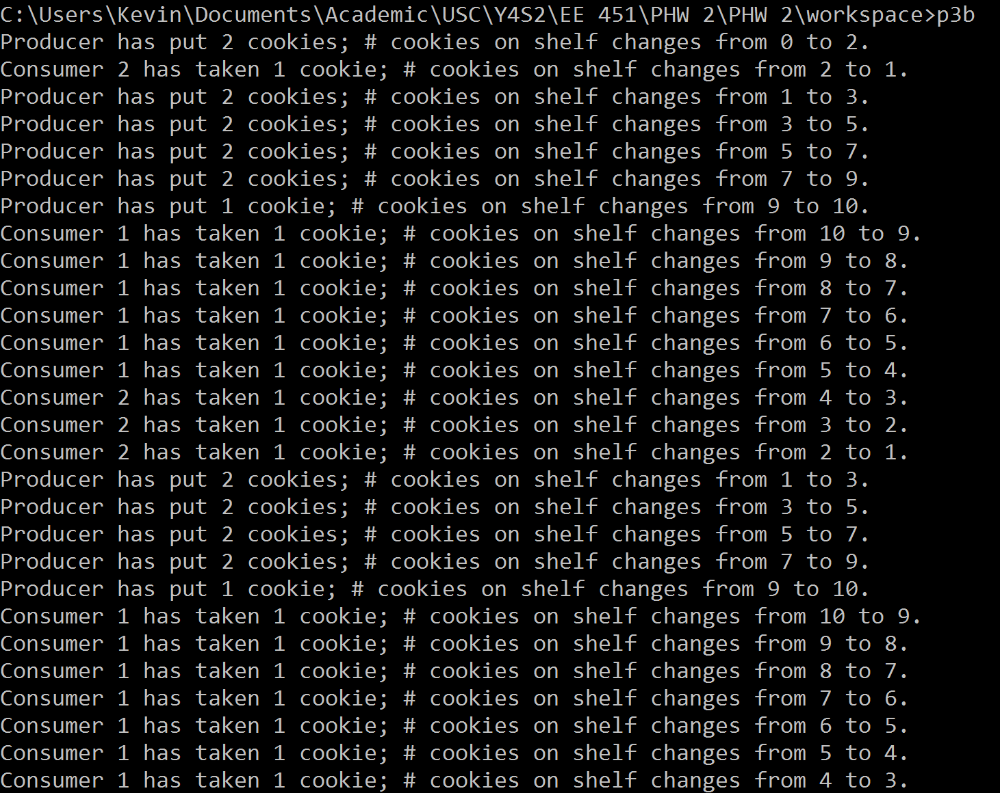 C:\Users\Kevin\Documents\Academic\USC\Y4S2\EE 451\PHW 2\PHW 2\workspace>p3b
Producer has put 2 cookies; # cookies on shelf changes from 0 to 2.
Consumer 2 has taken 1 cookie; # cookies on shelf changes from 2 to 1.
Producer has put 2 cookies; # cookies on shelf changes from 1 to 3.
Producer has put 2 cookies; # cookies on shelf changes from 3 to 5.
Producer has put 2 cookies; # cookies on shelf changes from 5 to 7.
Producer has put 2 cookies; # cookies on shelf changes from 7 to 9.
Producer has put 1 cookie; # cookies on shelf changes from 9 to 10.
Consumer 1 has taken 1 cookie; # cookies on shelf changes from 10 to 9.
Consumer 1 has taken 1 cookie; # cookies on shelf changes from 9 to 8.
Consumer 1 has taken 1 cookie; # cookies on shelf changes from 8 to 7.
Consumer 1 has taken 1 cookie; # cookies on shelf changes from 7 to 6.
Consumer 1 has taken 1 cookie; # cookies on shelf changes from 6 to 5.
Consumer 1 has taken 1 cookie; # cookies on shelf changes from 5 to 4.
Consumer 2 has taken 1 cookie; # cookies on shelf changes from 4 to 3.
Consumer 2 has taken 1 cookie; # cookies on shelf changes from 3 to 2.
Consumer 2 has taken 1 cookie; # cookies on shelf changes from 2 to 1.
Producer has put 2 cookies; # cookies on shelf changes from 1 to 3.
Producer has put 2 cookies; # cookies on shelf changes from 3 to 5.
Producer has put 2 cookies; # cookies on shelf changes from 5 to 7.
Producer has put 2 cookies; # cookies on shelf changes from 7 to 9.
Producer has put 1 cookie; # cookies on shelf changes from 9 to 10.
Consumer 1 has taken 1 cookie; # cookies on shelf changes from 10 to 9.
Consumer 1 has taken 1 cookie; # cookies on shelf changes from 9 to 8.
Consumer 1 has taken 1 cookie; # cookies on shelf changes from 8 to 7.
Consumer 1 has taken 1 cookie; # cookies on shelf changes from 7 to 6.
Consumer 1 has taken 1 cookie; # cookies on shelf changes from 6 to 5.
Consumer 1 has taken 1 cookie; # cookies on shelf changes from 5 to 4.
Consumer 1 has taken 1 cookie; # cookies on shelf changes from 4 to 3.